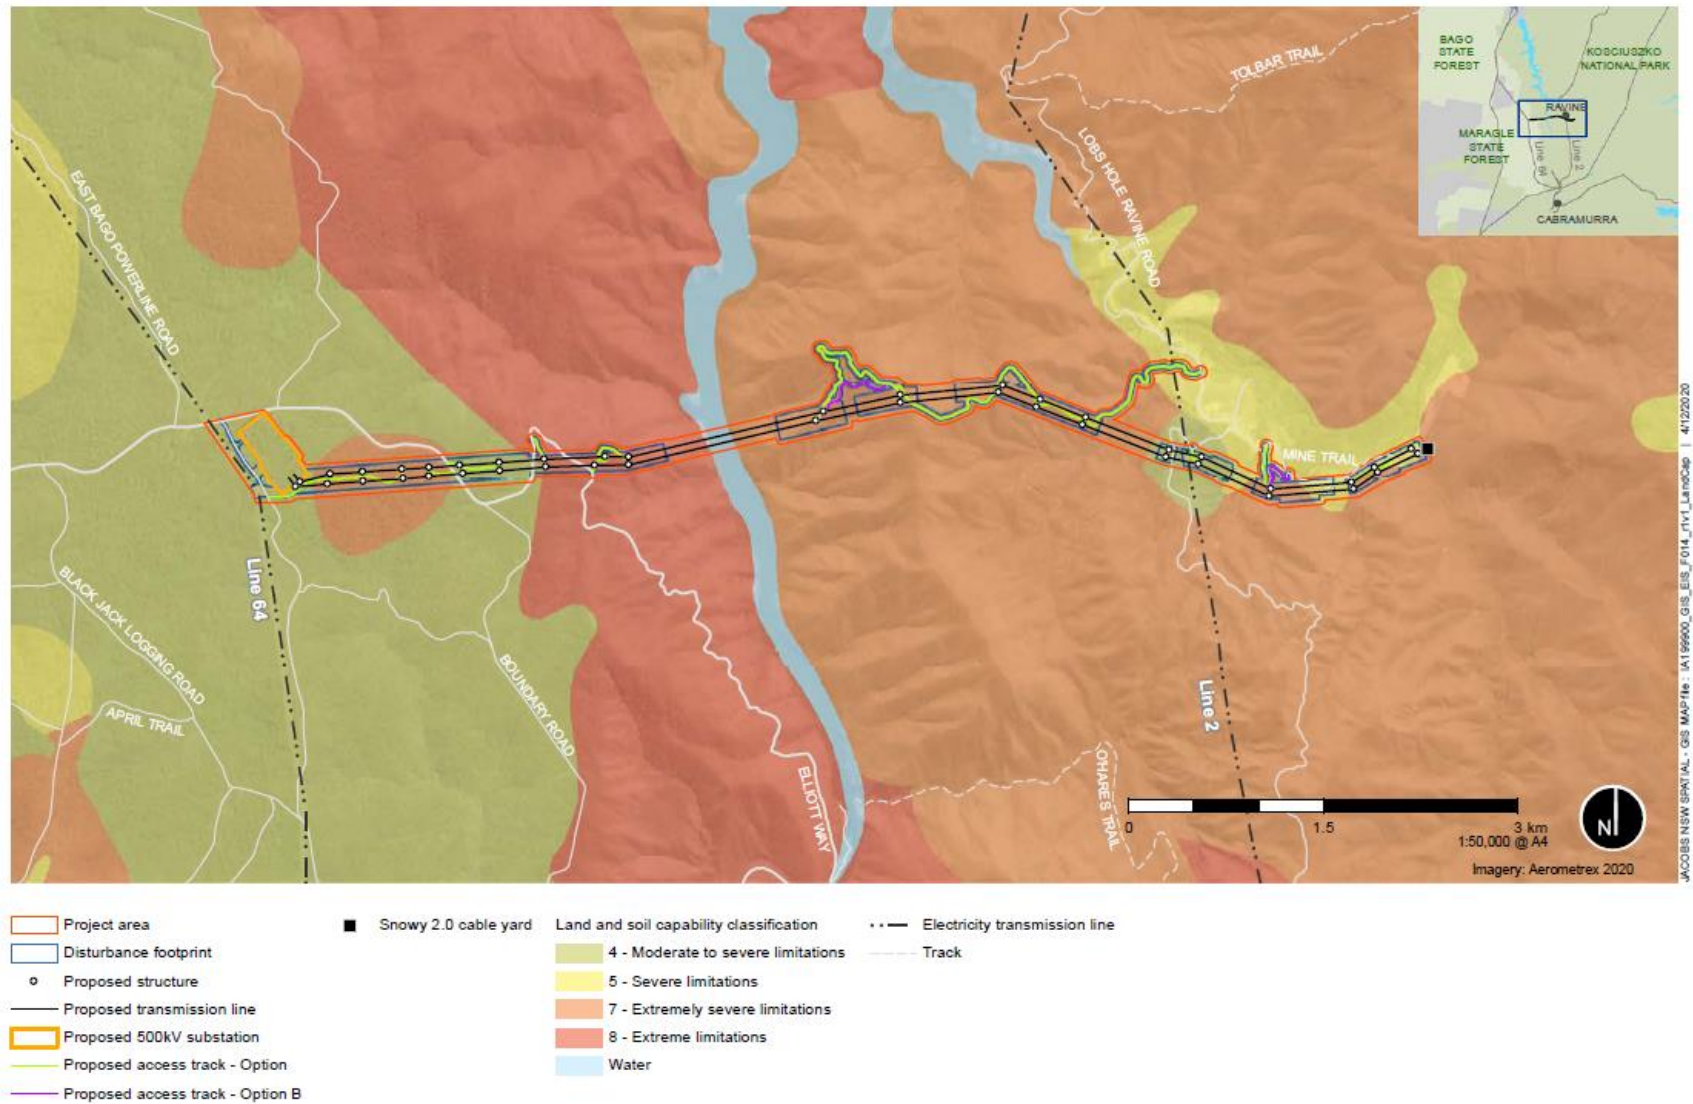 BAGO
STATE
FOREST
KOSCIUSZKO
NATIONAL PARK
RAVINE
MARAGLE
STATE
FOREST
Line 64
Line 2
CABRAMURRA
TOLBAR TRAIL
LOBS HOLE RAVINE ROAD
EAST BAGO POWERLINE ROAD
MINE TRAIL
Line 64
BLACK JACK LOGGING ROAD
APRIL TRAIL
BOUNDARY ROAD
ELLIOTT WAY
O'HARES TRAIL
Line 2
0 1.5 3 km
1:50,000 @ A4
N
Imagery: Aerometrex 2020
JACOBS NSW SPATIAL - GIS MAP file : IA199900_GIS_EIS_F014_r1v1_LandCap | 4/12/2020
Project area
Disturbance footprint
Proposed structure
Proposed transmission line
Proposed 500kV substation
Proposed access track - Option
Proposed access track - Option B
Snowy 2.0 cable yard
Land and soil capability classification
4 - Moderate to severe limitations
5 - Severe limitations
7 - Extremely severe limitations
8 - Extreme limitations
Water
Electricity transmission line
Track